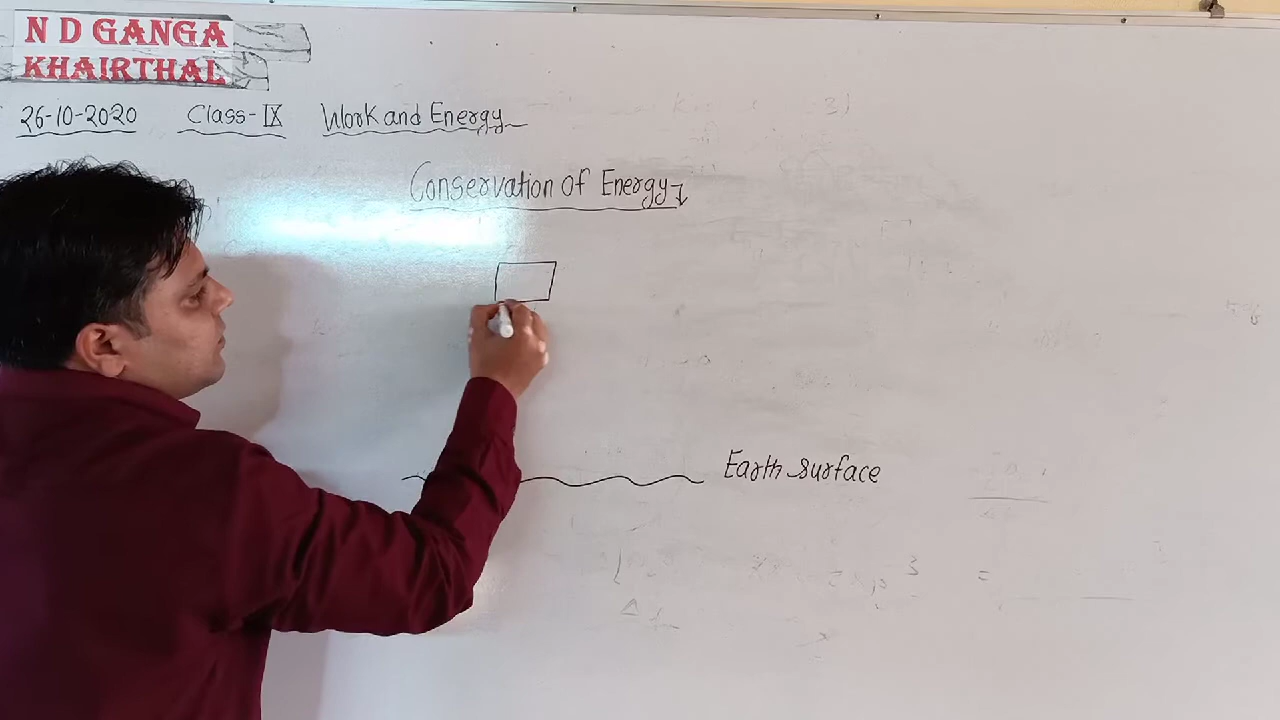 N D GANGA
KHAIRTHAL
26-10-2020 Class-IX Work and Energy
Conservation of Energy
Earth surface